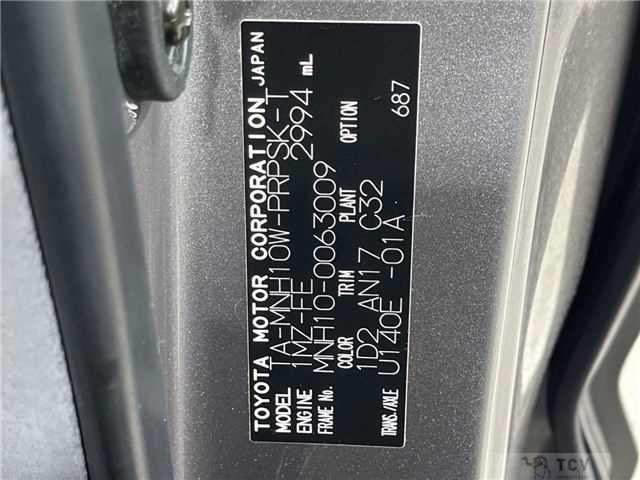 TOYOTA MOTOR CORPORATION JAPAN
MODEL TA-MNH10W-PRPSK-T
ENGINE 1MZ-FE 2994 mL
FRAME No. MNH10-0063009
COLOR TRIM PLANT OPTION
1D2 AN17 C32 687
TRANS./AXLE U140E -01A
TCV